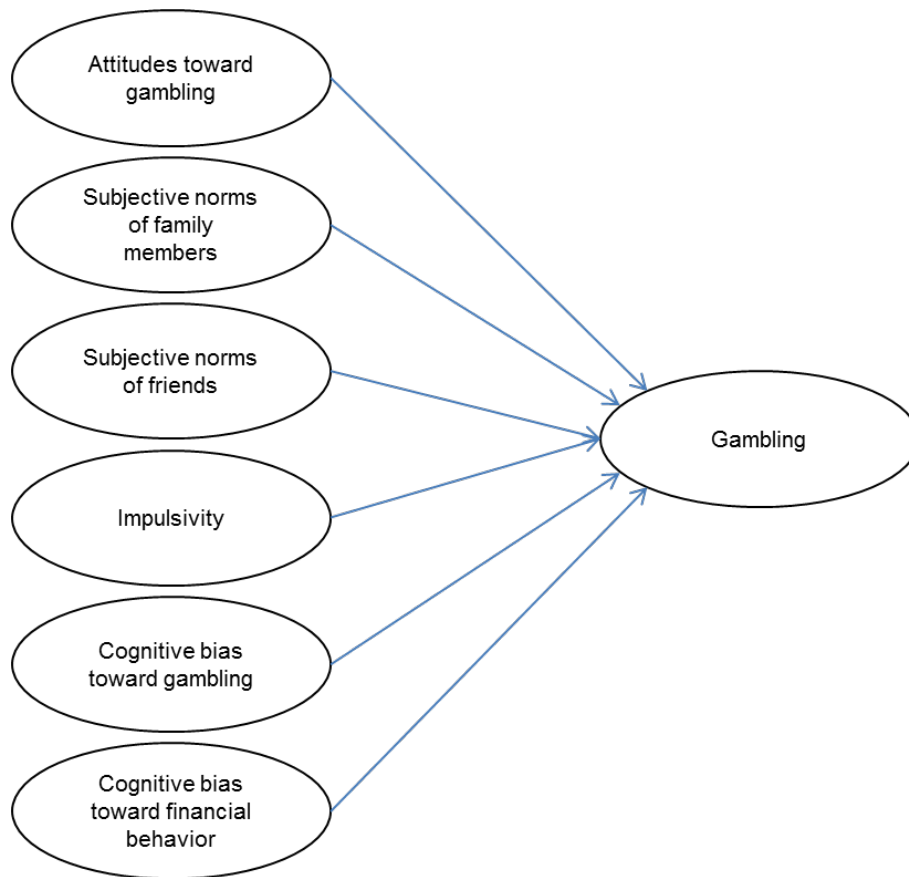 Attitudes toward
gambling
Subjective norms
of family
members
Subjective norms
of friends
Gambling
Impulsivity
Cognitive bias
toward gambling
Cognitive bias
toward financial
behavior